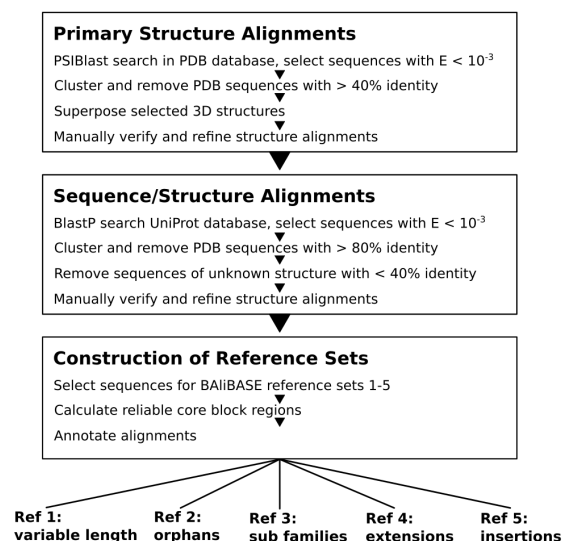 Primary Structure Alignments
PSIBlast search in PDB database, select sequences with E < 10⁻³
Cluster and remove PDB sequences with > 40% identity
Superpose selected 3D structures
Manually verify and refine structure alignments
Sequence/Structure Alignments
BlastP search UniProt database, select sequences with E < 10⁻³
Cluster and remove PDB sequences with > 80% identity
Remove sequences of unknown structure with < 40% identity
Manually verify and refine structure alignments
Construction of Reference Sets
Select sequences for BAliBASE reference sets 1-5
Calculate reliable core block regions
Annotate alignments
Ref 1:
variable length
Ref 2:
orphans
Ref 3:
sub families
Ref 4:
extensions
Ref 5:
insertions